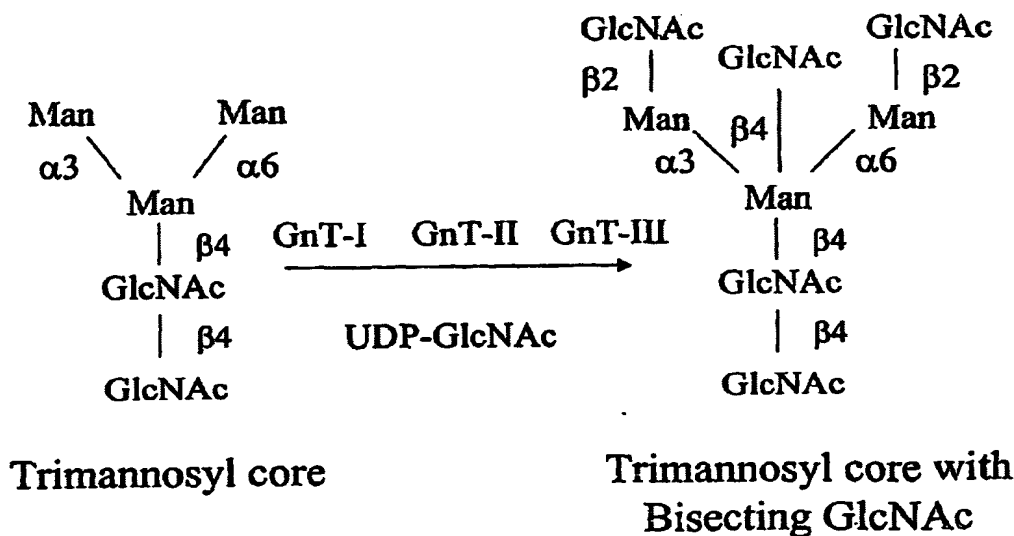 GlcNAc
GlcNAc
GlcNAc
β2
β2
Man
Man
Man
β4
Man
α3
α6
α3
α6
Man
Man
β4
GnT-I GnT-II GnT-III
β4
GlcNAc
GlcNAc
β4
UDP-GlcNAc
β4
GlcNAc
GlcNAc
Trimannosyl core
Trimannosyl core with
Bisecting GlcNAc